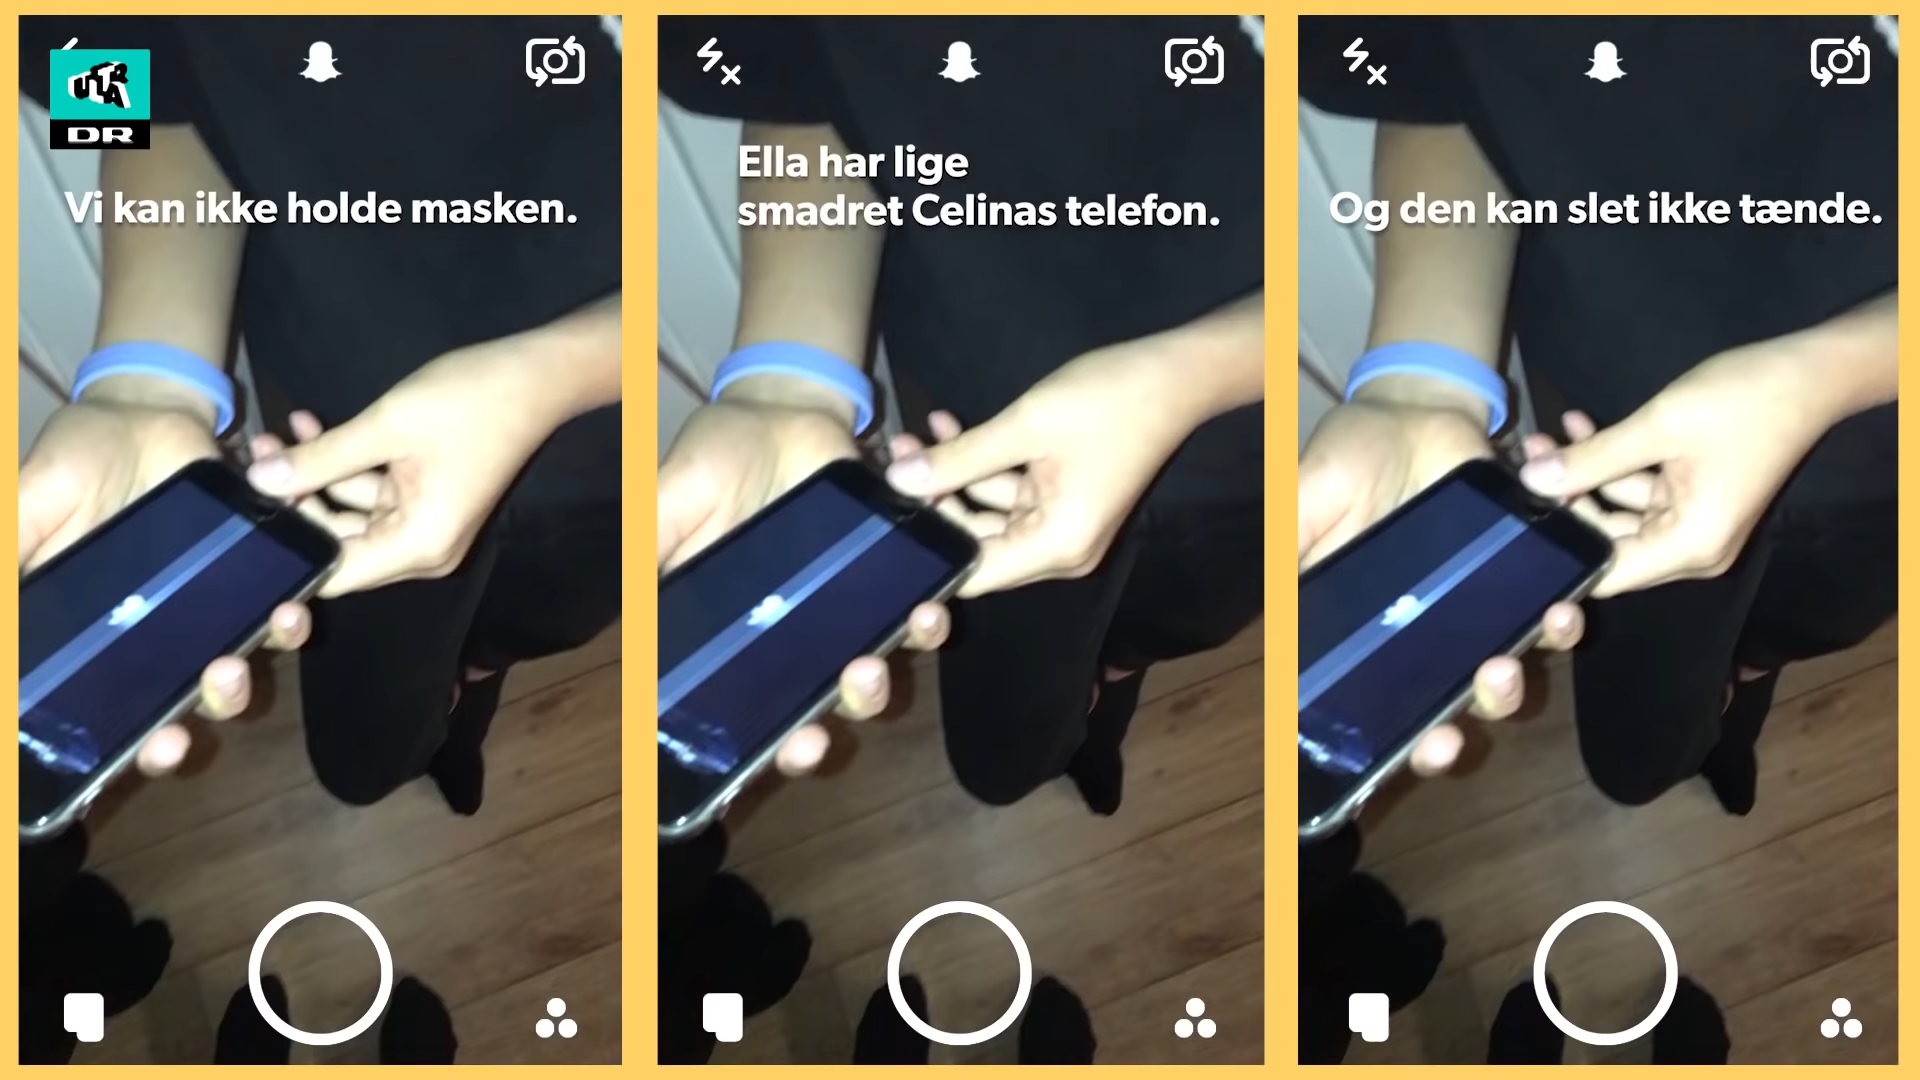 ULTRA
DR
Vi kan ikke holde masken.
Ella har lige
smadret Celinas telefon.
Og den kan slet ikke tænde.